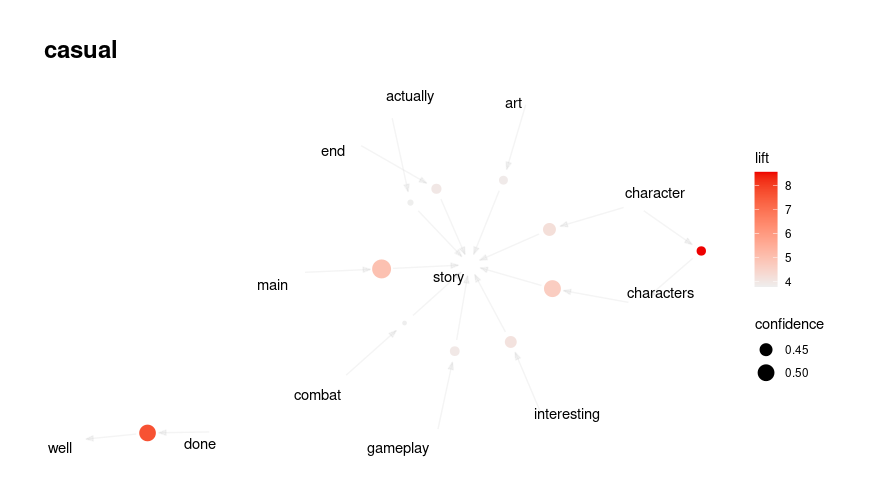 casual
actually
art
end
lift
8
character
7
6
5
story
main
4
characters
confidence
0.45
0.50
combat
interesting
done
well
gameplay